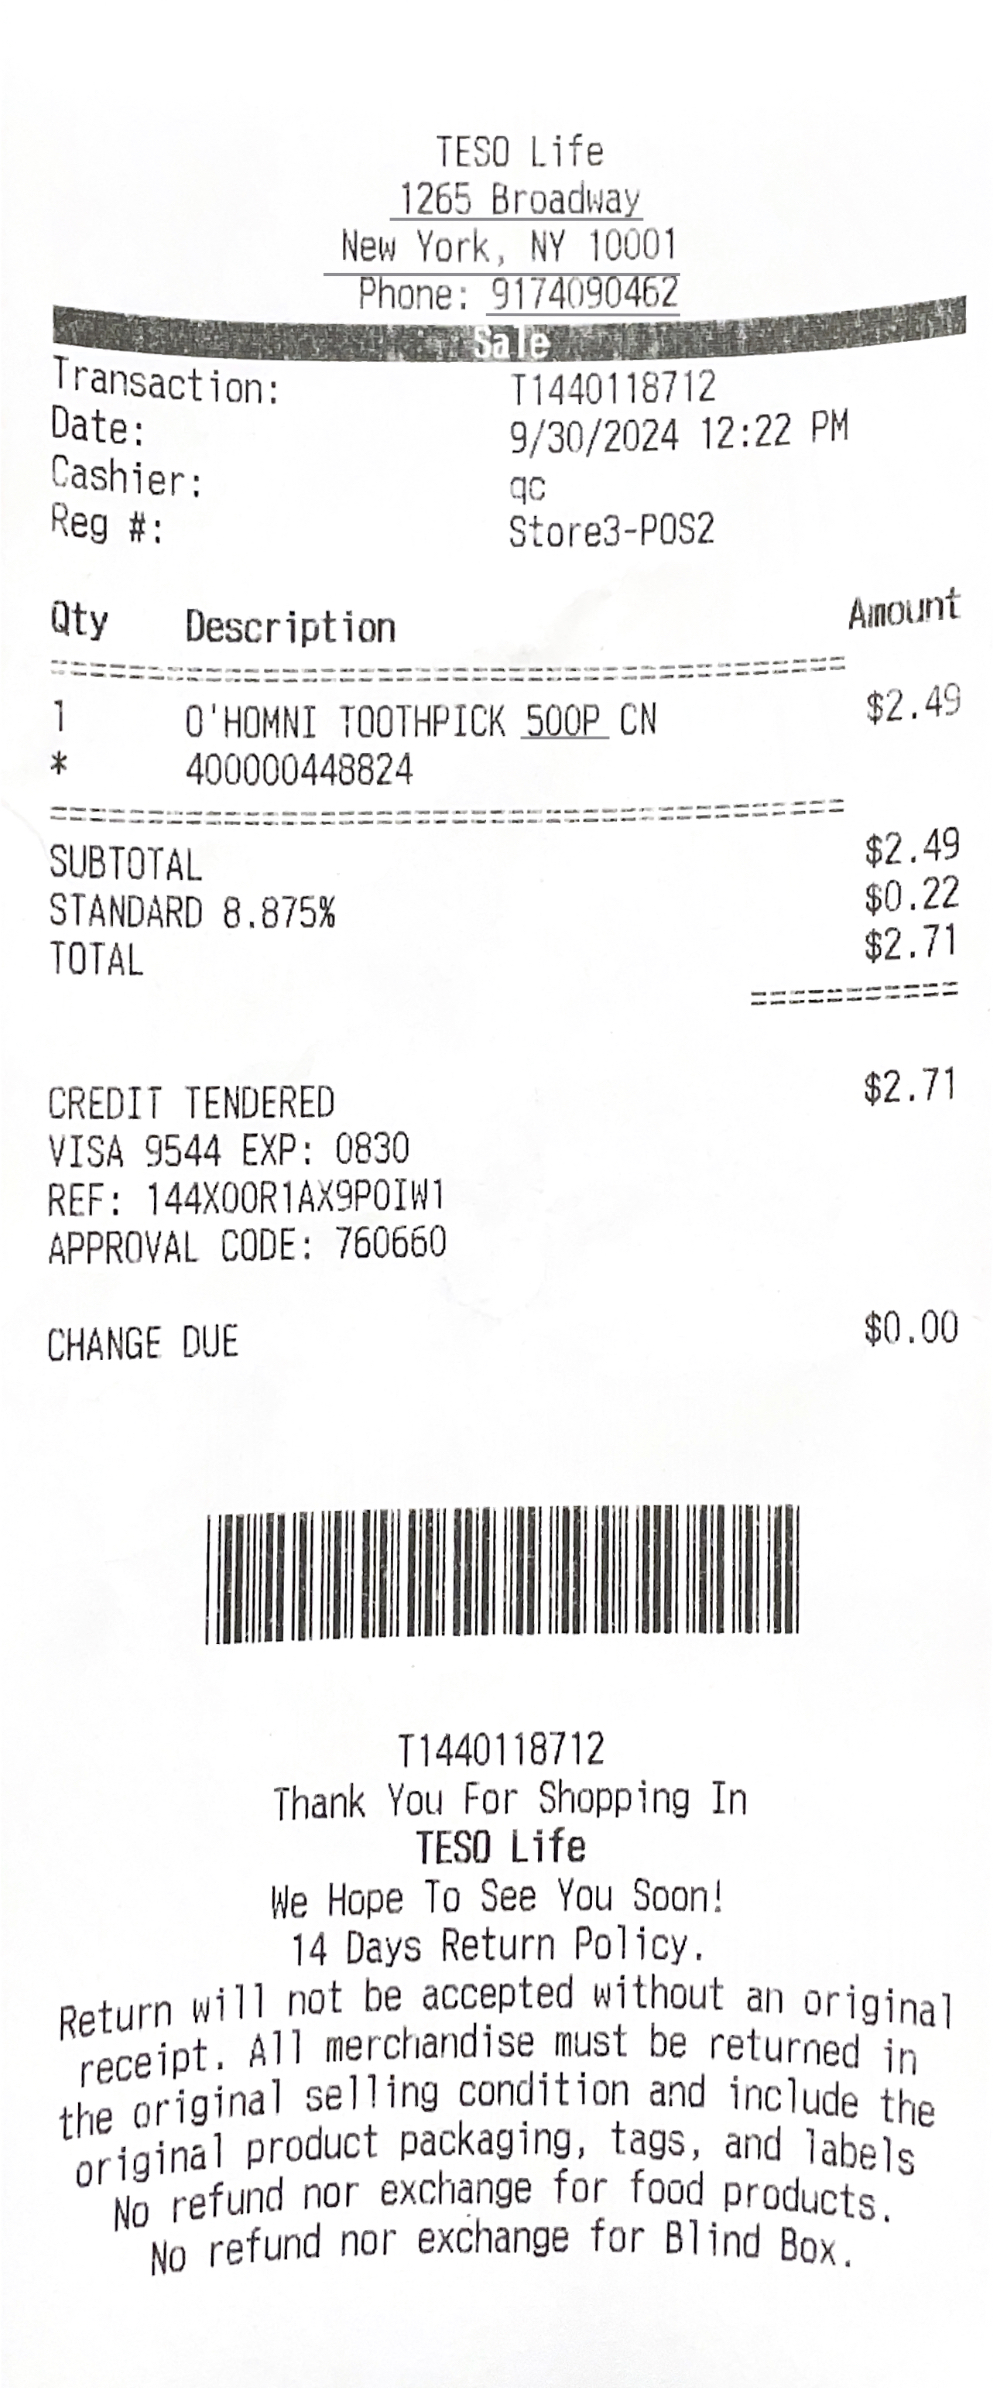 TESO Life
1265 Broadway
New York, NY 10001
Phone: 9174090462
Sale
Transaction: T1440118712
Date: 9/30/2024 12:22 PM
Cashier: qc
Reg #: Store3-POS2
Qty Description Amount
=========================================
1 O'HOMNI TOOTHPICK 500P CN $2.49
* 400000448824
=========================================
SUBTOTAL $2.49
STANDARD 8.875% $0.22
TOTAL $2.71
===========
CREDIT TENDERED $2.71
VISA 9544 EXP: 0830
REF: 144X00R1AX9P0IW1
APPROVAL CODE: 760660
CHANGE DUE $0.00
T1440118712
Thank You For Shopping In
TESO Life
We Hope To See You Soon!
14 Days Return Policy.
Return will not be accepted without an original
receipt. All merchandise must be returned in
the original selling condition and include the
original product packaging, tags, and labels
No refund nor exchange for food products.
No refund nor exchange for Blind Box.